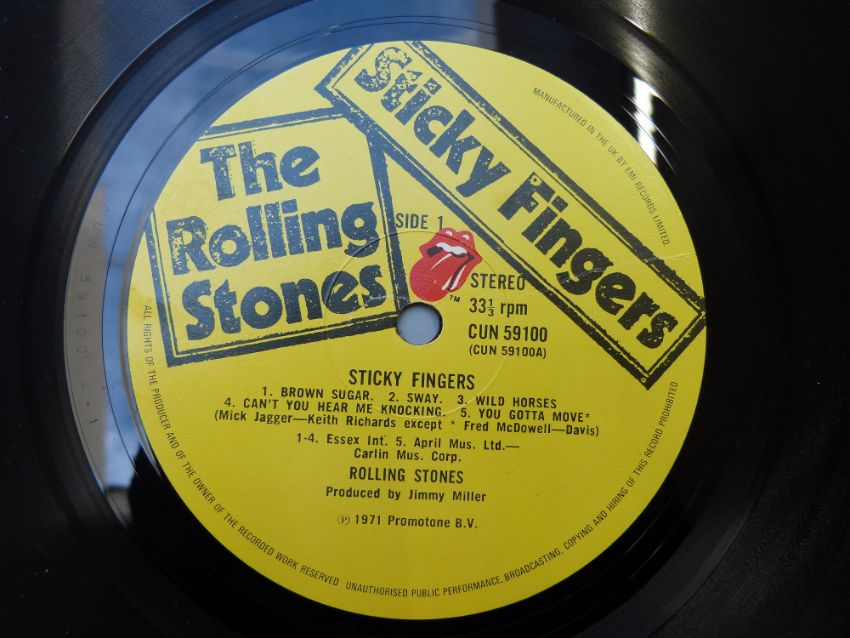 The
Rolling
Stones
Sticky Fingers
SIDE 1
STEREO
TM
33⅓ rpm
CUN 59100
(CUN 59100A)
STICKY FINGERS
1. BROWN SUGAR. 2. SWAY. 3. WILD HORSES
4. CAN'T YOU HEAR ME KNOCKING. 5. YOU GOTTA MOVE*
(Mick Jagger—Keith Richards except * Fred McDowell—Davis)
1-4. Essex Int. 5. April Mus. Ltd.—
Carlin Mus. Corp.
ROLLING STONES
Produced by Jimmy Miller
Ⓟ 1971 Promotone B.V.
MANUFACTURED IN THE UK BY EMI RECORDS LIMITED.
ALL RIGHTS OF THE PRODUCER AND OF THE OWNER OF THE RECORDED WORK RESERVED UNAUTHORISED PUBLIC PERFORMANCE, BROADCASTING, COPYING AND HIRING OF THIS RECORD PROHIBITED
CUN 59100 A-1